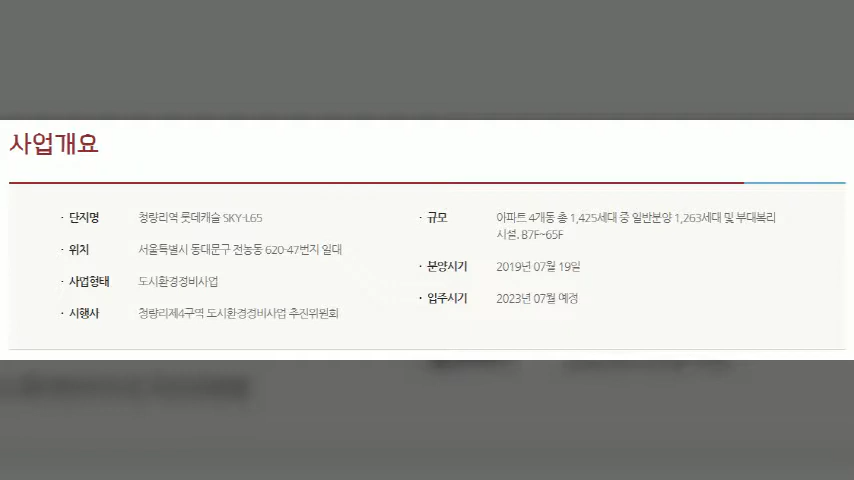 사업개요
· 단지명 청량리역 롯데캐슬 SKY-L65
· 위치 서울특별시 동대문구 전농동 620-47번지 일대
· 사업형태 도시환경정비사업
· 시행사 청량리제4구역 도시환경정비사업 추진위원회
· 규모 아파트 4개동 총 1,425세대 중 일반분양 1,263세대 및 부대복리
시설. B7F~65F
· 분양시기 2019년 07월 19일
· 입주시기 2023년 07월 예정